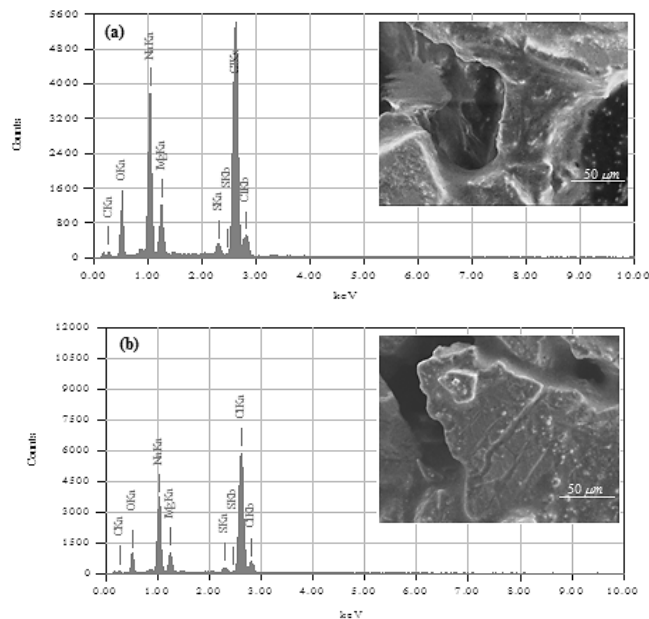 (a)
5600
4800
4000
3200
2400
1600
800
0
Counts
CKa
OKa
NaKa
MgKa
SKa
SKb
ClKa
ClKb
50 μm
0.00 1.00 2.00 3.00 4.00 5.00 6.00 7.00 8.00 9.00 10.00
keV
(b)
12000
10500
9000
7500
6000
4500
3000
1500
0
Counts
CKa
OKa
NaKa
MgKa
SKa
SKb
ClKa
ClKb
50 μm
0.00 1.00 2.00 3.00 4.00 5.00 6.00 7.00 8.00 9.00 10.00
keV